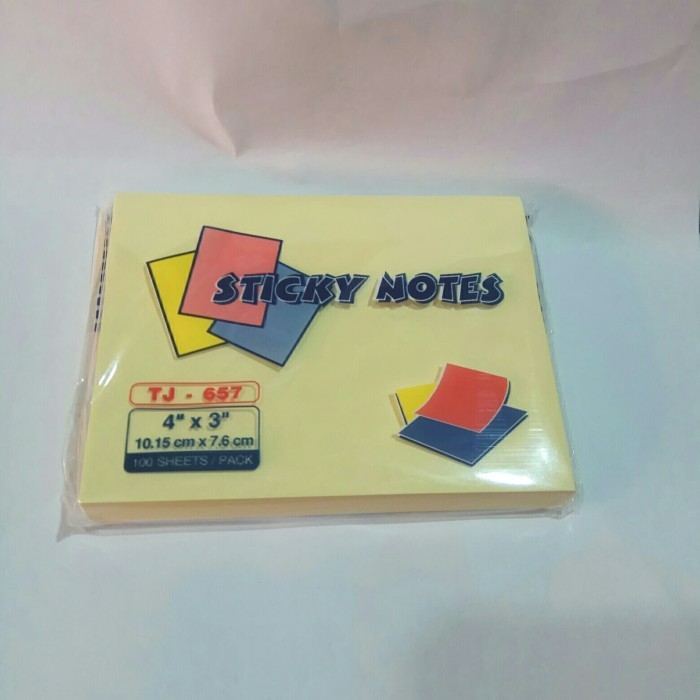 STICKY NOTES
TJ - 657
4" x 3"
10.15 cm x 7.6 cm
100 SHEETS / PACK